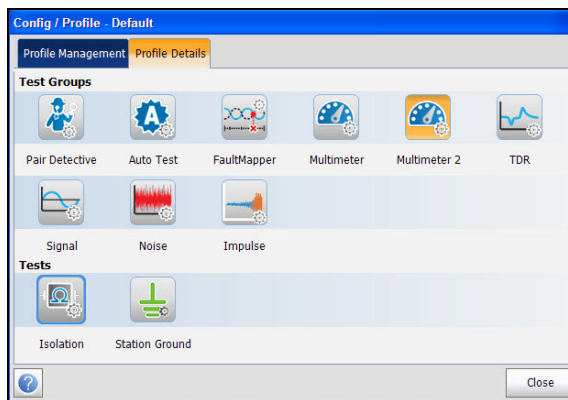 Config / Profile - Default
Profile Management Profile Details
Test Groups
A
Pair Detective Auto Test FaultMapper Multimeter Multimeter 2 TDR
Signal Noise Impulse
Tests
Ω
Isolation Station Ground
? Close